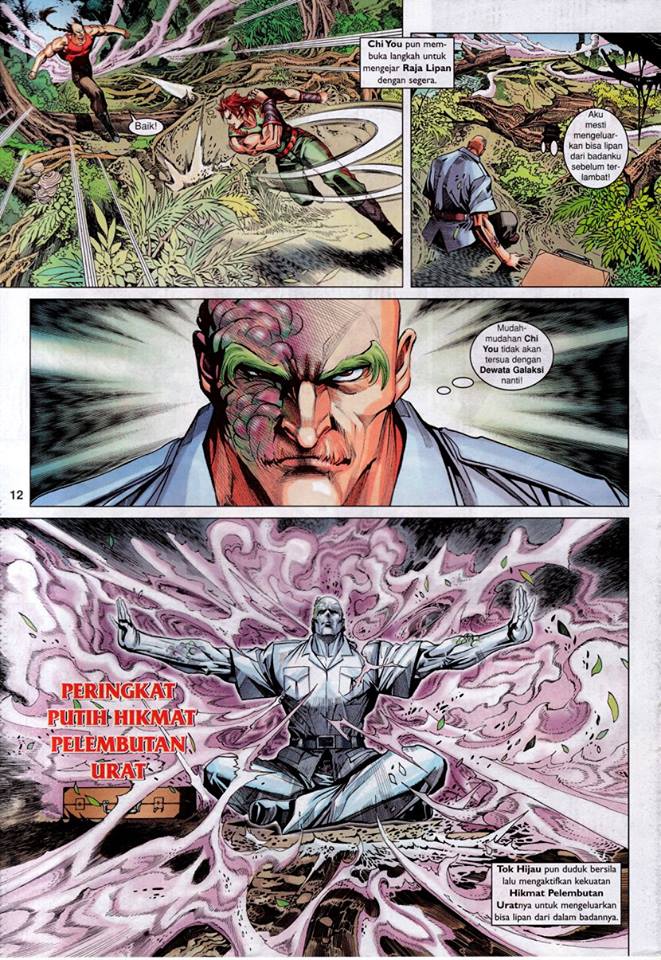 Chi You pun mem-
buka langkah untuk
mengejar Raja Lipan
dengan segera.
Baik!
Aku
mesti
mengeluar-
kan bisa lipan
dari badanku
sebelum ter-
lambat!
Mudah-
mudahan Chi
You tidak akan
tersua dengan
Dewata Galaksi
nanti!
12
PERINGKAT
PUTIH HIKMAT
PELEMBUTAN
URAT
Tok Hijau pun duduk bersila
lalu mengaktifkan kekuatan
Hikmat Pelembutan
Uratnya untuk mengeluarkan
bisa lipan dari dalam badannya.